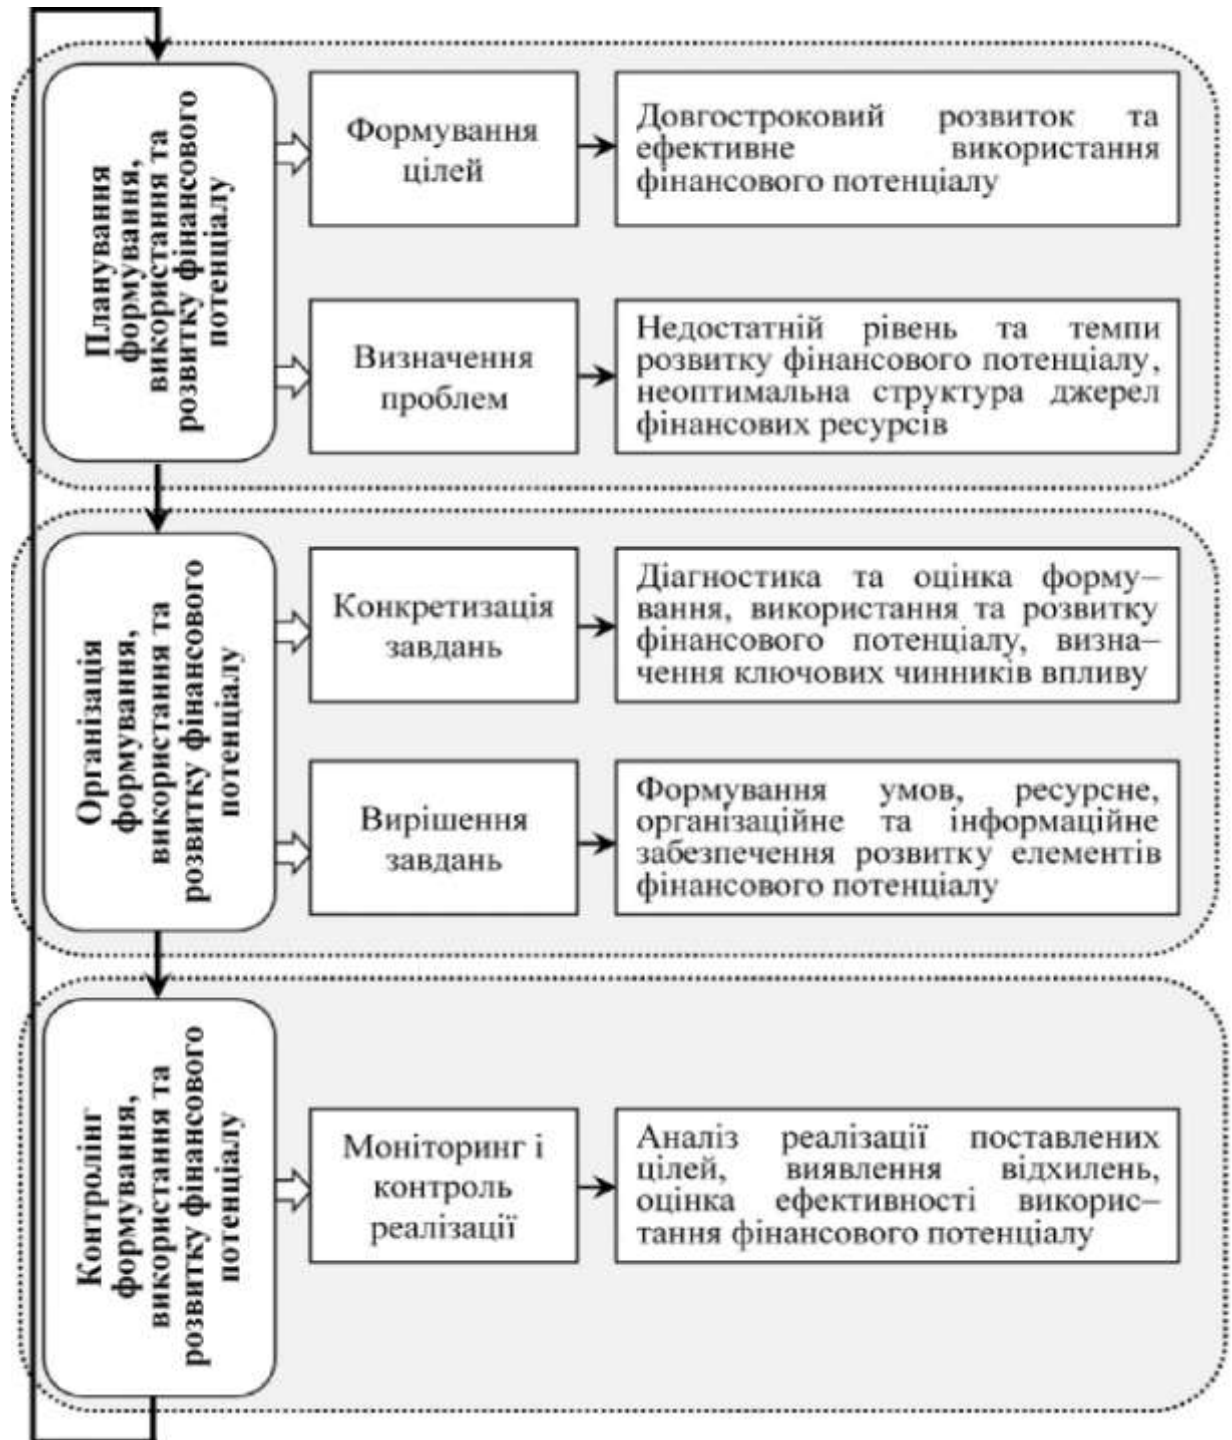 Планування
формування,
використання та
розвитку фінансового
потенціалу
Формування
цілей
Довгостроковий розвиток та
ефективне використання
фінансового потенціалу
Визначення
проблем
Недостатній рівень та темпи
розвитку фінансового потенціалу,
неоптимальна структура джерел
фінансових ресурсів
Організація
формування,
використання та
розвитку фінансового
потенціалу
Конкретизація
завдань
Діагностика та оцінка форму–
вання, використання та розвитку
фінансового потенціалу, визна–
чення ключових чинників впливу
Вирішення
завдань
Формування умов, ресурсне,
організаційне та інформаційне
забезпечення розвитку елементів
фінансового потенціалу
Контролінг
формування,
використання та
розвитку фінансового
потенціалу
Моніторинг і
контроль
реалізації
Аналіз реалізації поставлених
цілей, виявлення відхилень,
оцінка ефективності викорис–
тання фінансового потенціалу